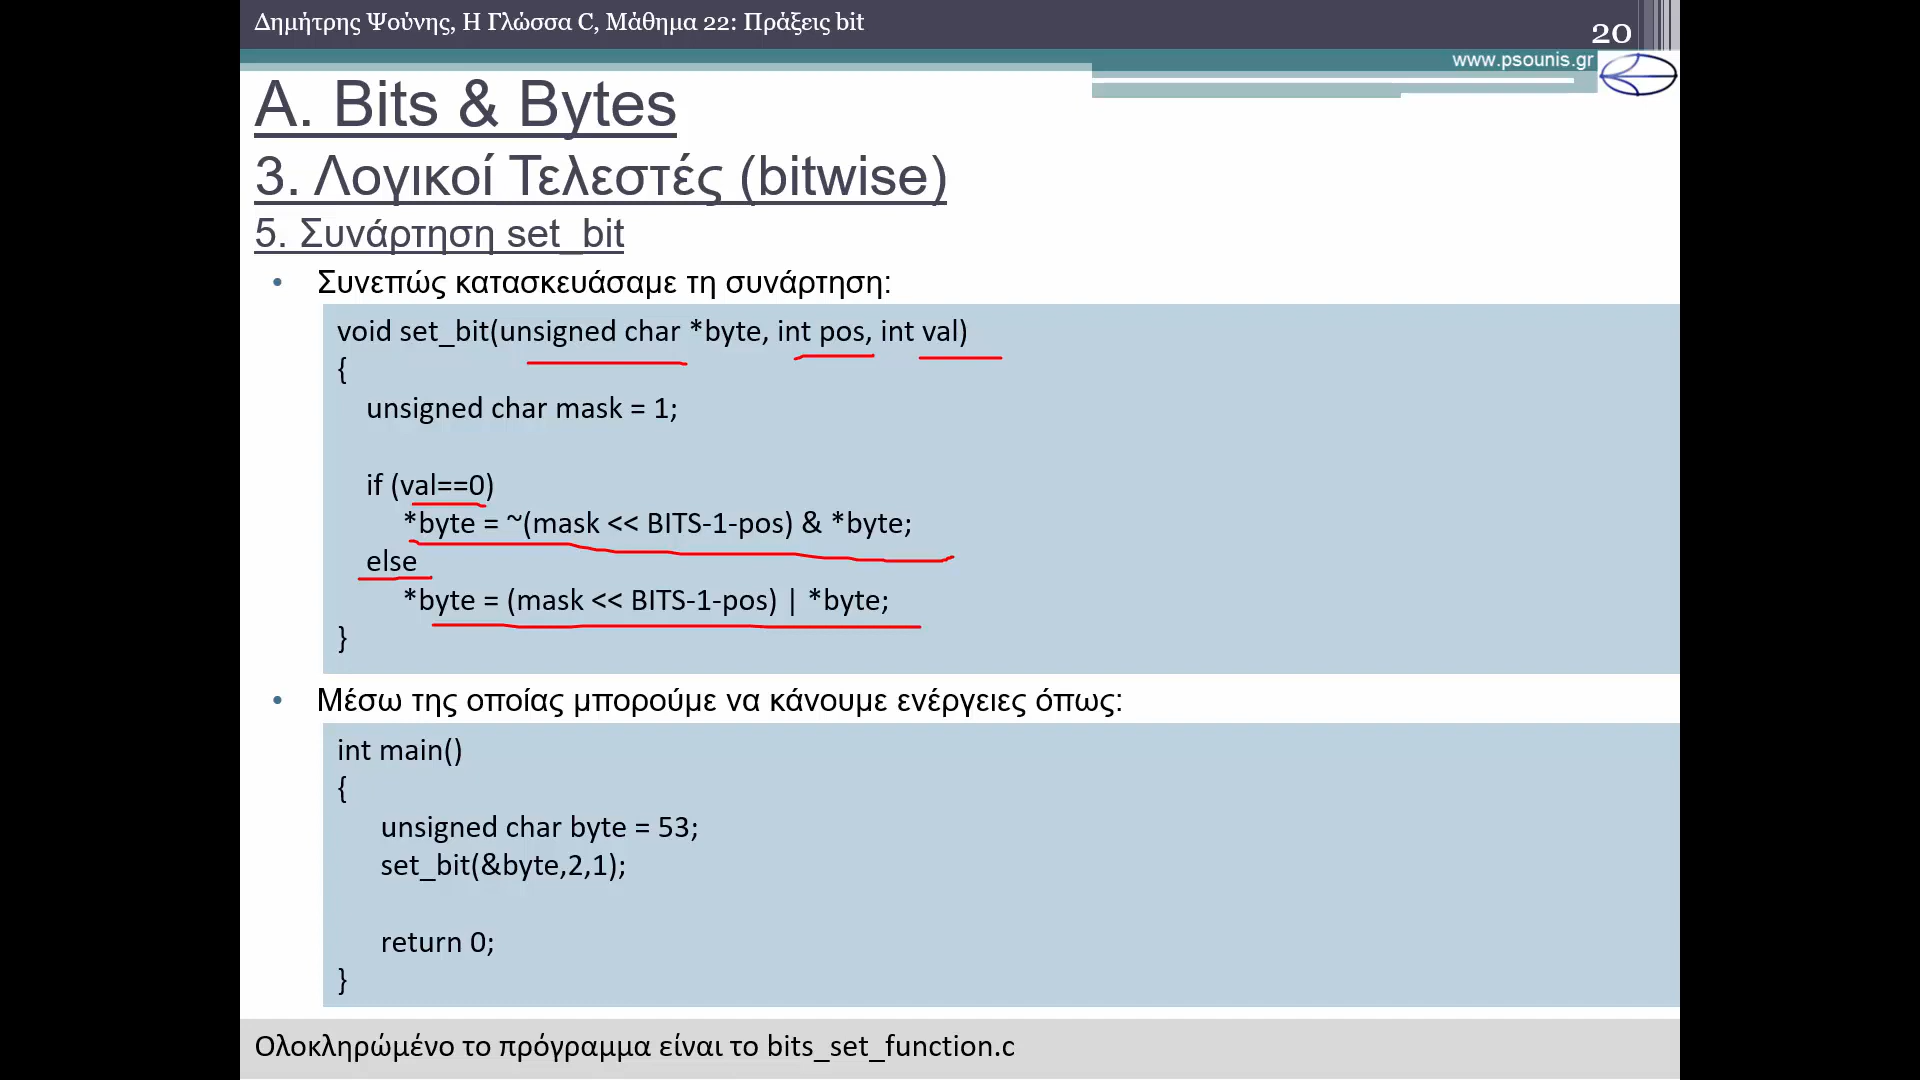 Δημήτρης Ψούνης, Η Γλώσσα C, Μάθημα 22: Πράξεις bit
20
www.psounis.gr
A. Bits & Bytes
3. Λογικοί Τελεστές (bitwise)
5. Συνάρτηση set_bit
• Συνεπώς κατασκευάσαμε τη συνάρτηση:
void set_bit(unsigned char *byte, int pos, int val)
{
unsigned char mask = 1;
if (val==0)
*byte = ~(mask << BITS-1-pos) & *byte;
else
*byte = (mask << BITS-1-pos) | *byte;
}
• Μέσω της οποίας μπορούμε να κάνουμε ενέργειες όπως:
int main()
{
unsigned char byte = 53;
set_bit(&byte,2,1);
return 0;
}
Ολοκληρώμένο το πρόγραμμα είναι το bits_set_function.c